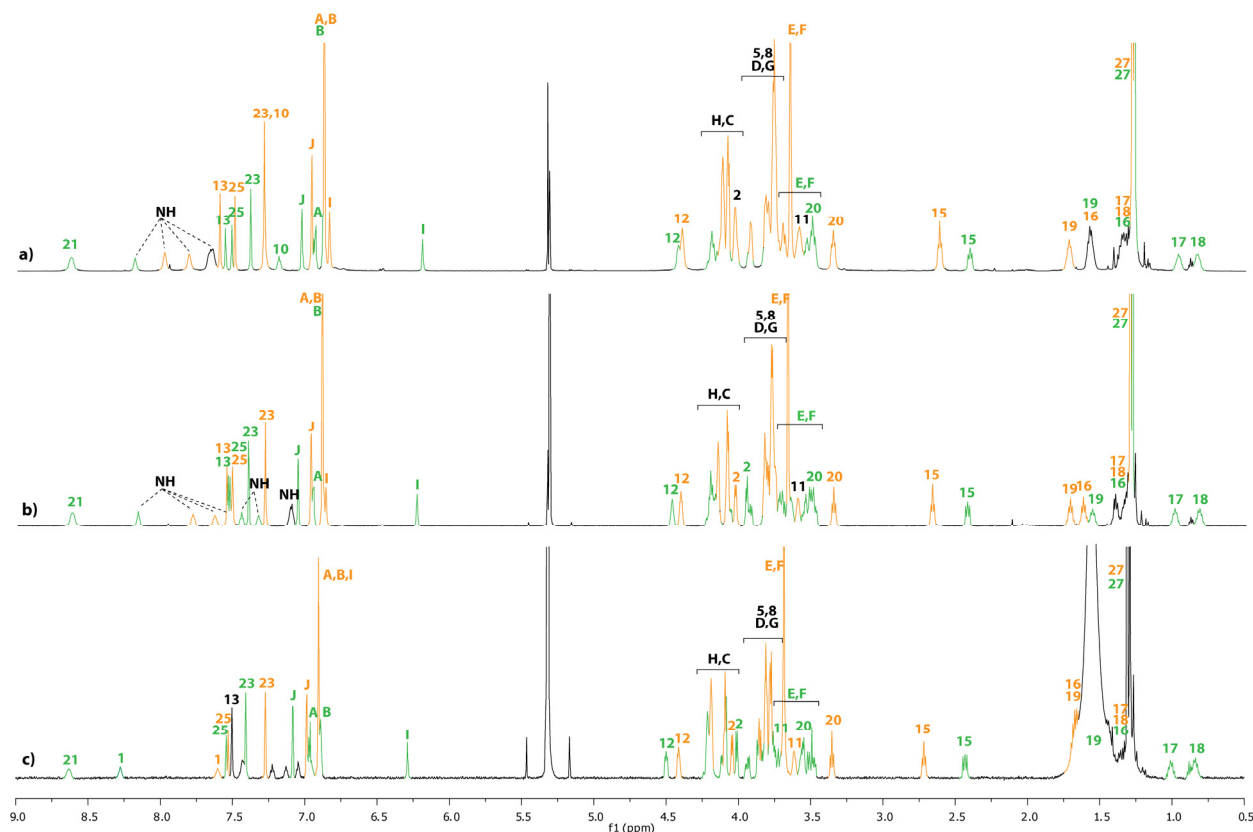 A,B
B
E,F
5,8
D,G
27
27
23,10
H,C
J
2
E,F
13
25
23
19
16
17
18
16
NH
J
A
I
11
20
15
21
13
25
10
I
12
12
20
15
19
17
18
a)
A,B
B
E,F
5,8
D,G
27
27
H,C
23
23
J
E,F
13
13
25
25
J
A
I
2
2
17
18
16
NH
NH
NH
15
21
I
12
12
11
20
20
15
19
16
19
17
18
b)
A,B,I
E,F
27
27
5,8
D,G
H,C
23
13
23
J
J
E,F
16
19
17
18
16
25
25
A
B
I
12
12
2
2
11
11
20
20
15
15
19
17
18
21
1
1
c)
9.0 8.5 8.0 7.5 7.0 6.5 6.0 5.5 5.0 4.5 4.0 3.5 3.0 2.5 2.0 1.5 1.0 0.5
f1 (ppm)